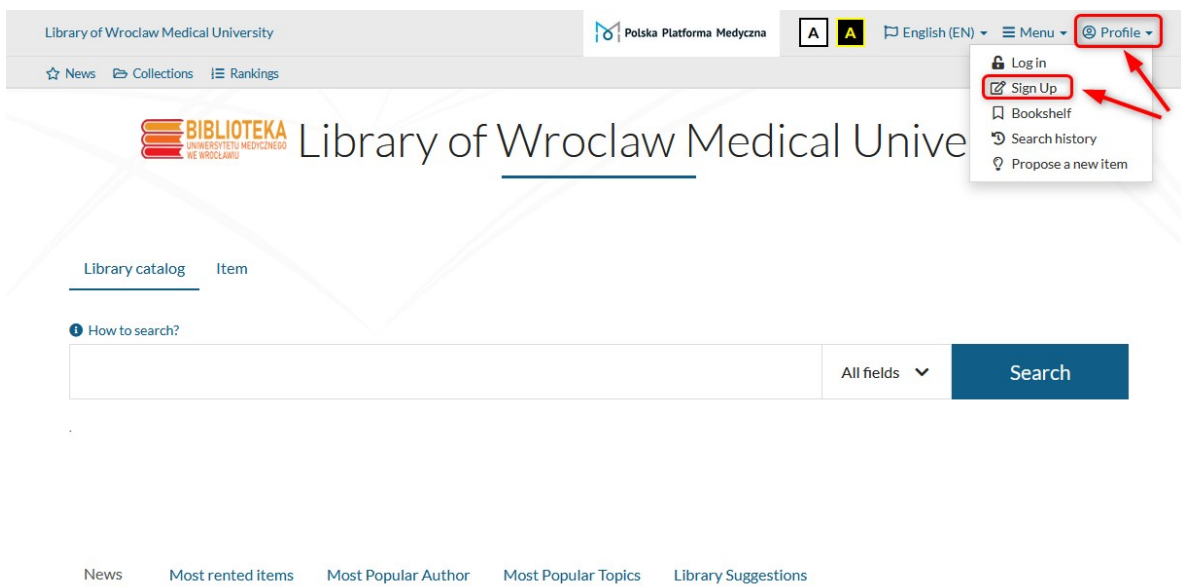 Library of Wroclaw Medical University
Polska Platforma Medyczna
A A English (EN) Menu Profile
News Collections Rankings
Log in
Sign Up
Bookshelf
Search history
Propose a new item
BIBLIOTEKA
UNIWERSYTETU MEDYCZNEGO
WE WROCŁAWIU
Library of Wroclaw Medical Unive
Library catalog Item
How to search?
All fields Search
.
News Most rented items Most Popular Author Most Popular Topics Library Suggestions